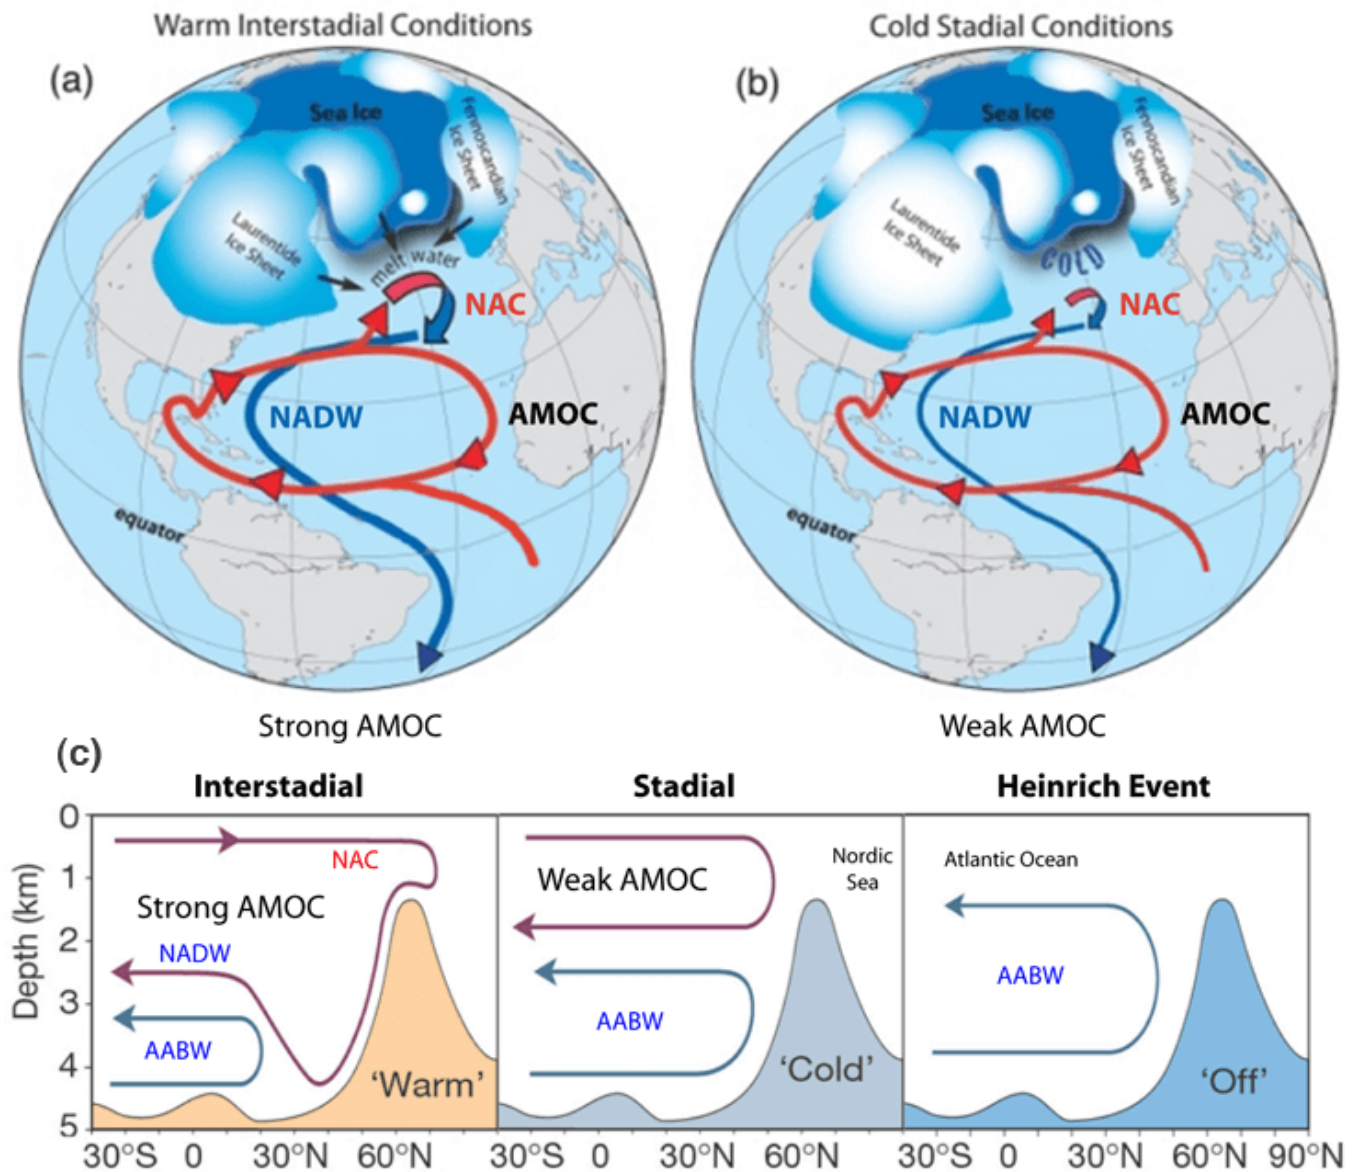 Warm Interstadial Conditions
Cold Stadial Conditions
(a)
Sea Ice
Fennoscandian
Ice Sheet
Laurentide
Ice Sheet
melt water
NAC
NADW
AMOC
equator
Strong AMOC
(b)
Sea Ice
Fennoscandian
Ice Sheet
Laurentide
Ice Sheet
COLD
NAC
NADW
AMOC
equator
Weak AMOC
(c)
Interstadial
Stadial
Heinrich Event
Depth (km)
0
1
2
3
4
5
NAC
Strong AMOC
NADW
AABW
'Warm'
Weak AMOC
Nordic
Sea
AABW
'Cold'
Atlantic Ocean
AABW
'Off'
30°S 0 30°N 60°N
30°S 0 30°N 60°N
30°S 0 30°N 60°N 90°N